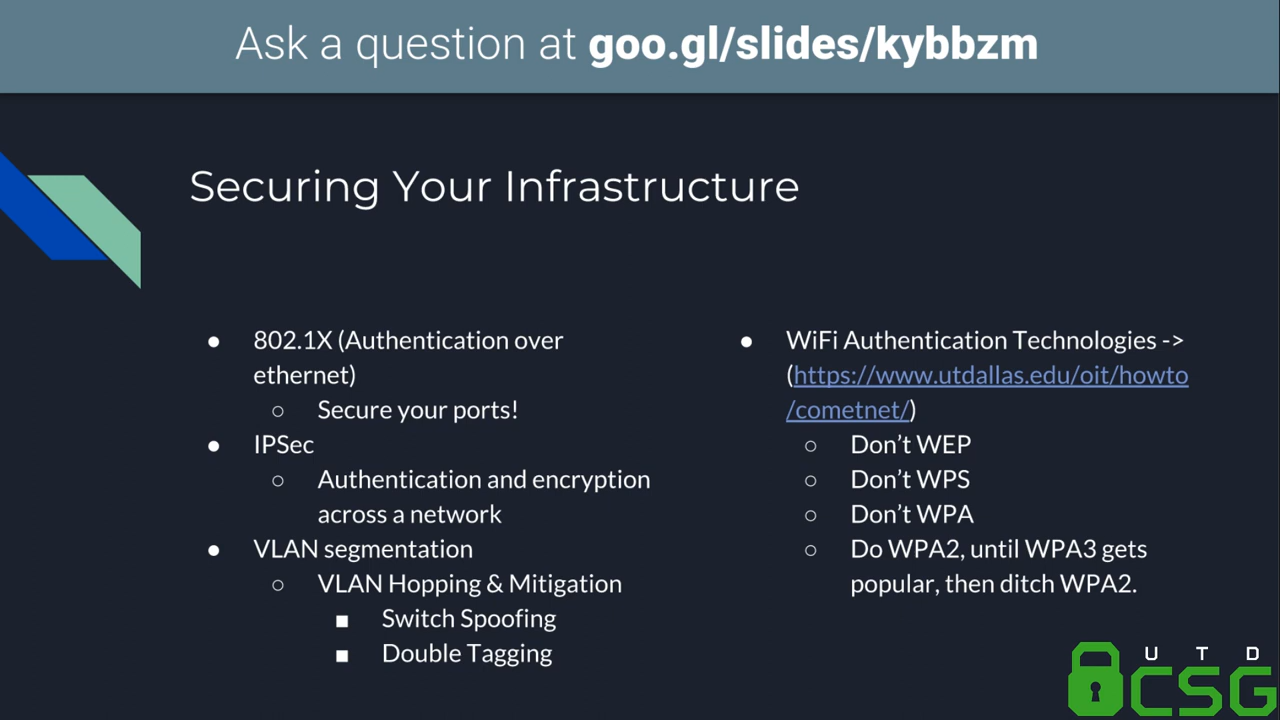 Ask a question at goo.gl/slides/kybbzm
Securing Your Infrastructure
● 802.1X (Authentication over
ethernet)
○ Secure your ports!
● IPSec
○ Authentication and encryption
across a network
● VLAN segmentation
○ VLAN Hopping & Mitigation
■ Switch Spoofing
■ Double Tagging
● WiFi Authentication Technologies ->
(https://www.utdallas.edu/oit/howto
/cometnet/)
○ Don’t WEP
○ Don’t WPS
○ Don’t WPA
○ Do WPA2, until WPA3 gets
popular, then ditch WPA2.
U T D
CSG